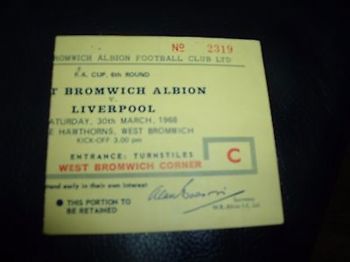 No 2319
BROMWICH ALBION FOOTBALL CLUB LTD
F.A. CUP, 6th ROUND
T BROMWICH ALBION
V.
LIVERPOOL
ATURDAY, 30th MARCH, 1968
E HAWTHORNS, WEST BROMWICH
KICK-OFF 3.00 pm
ENTRANCE: TURNSTILES
C
WEST BROMWICH CORNER
early in their own interest
THIS PORTION TO
BE RETAINED
Secretary